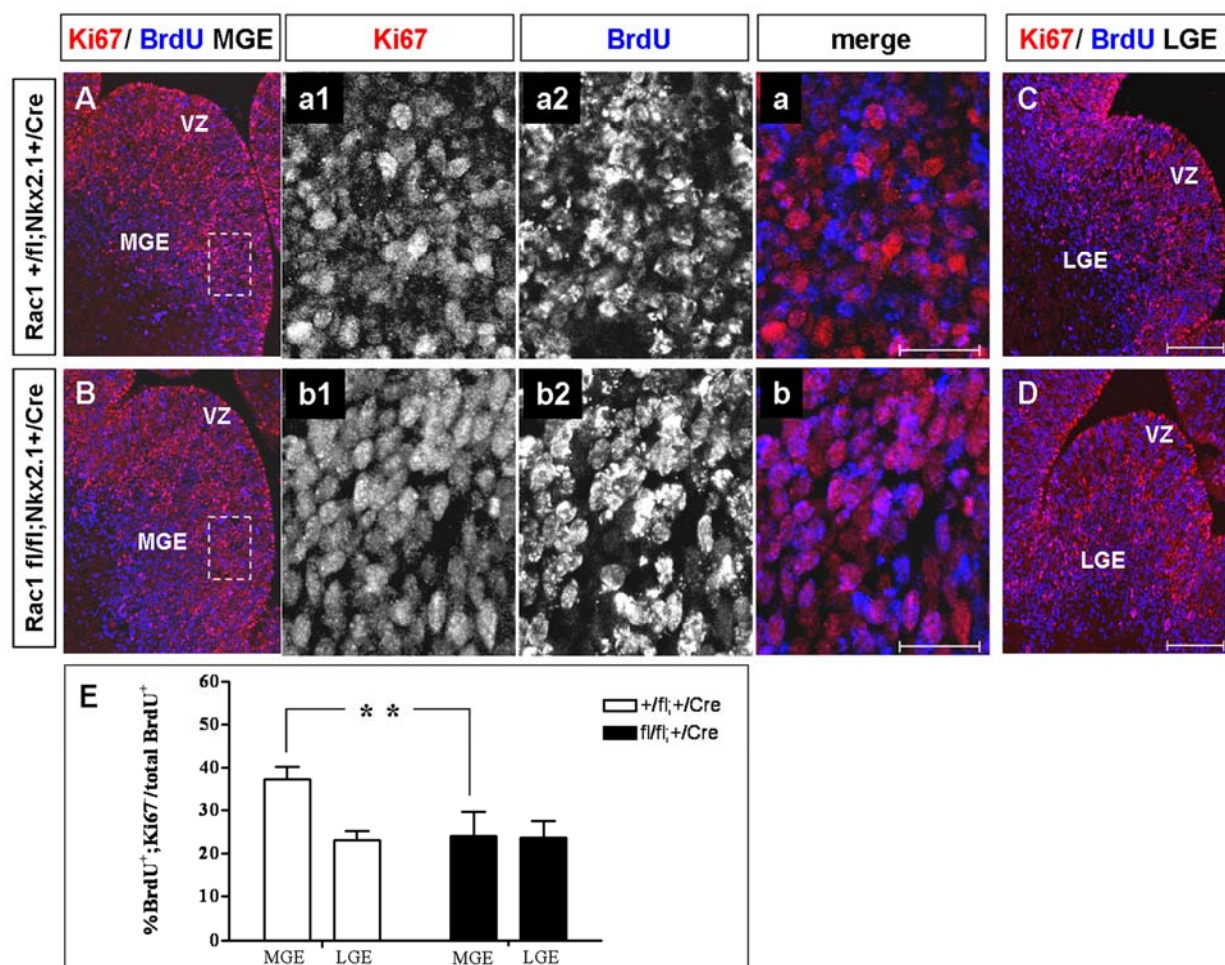 Ki67/ BrdU MGE
Ki67
BrdU
merge
Ki67/ BrdU LGE
Rac1 +/fl;Nkx2.1+/Cre
A
VZ
MGE
a1
a2
a
C
VZ
LGE
Rac1 fl/fl;Nkx2.1+/Cre
B
VZ
MGE
b1
b2
b
D
VZ
LGE
E
%BrdU⁺;Ki67⁻/total BrdU⁺
60
50
40
30
20
10
0
* *
+/fl;+/Cre
fl/fl;+/Cre
MGE
LGE
MGE
LGE